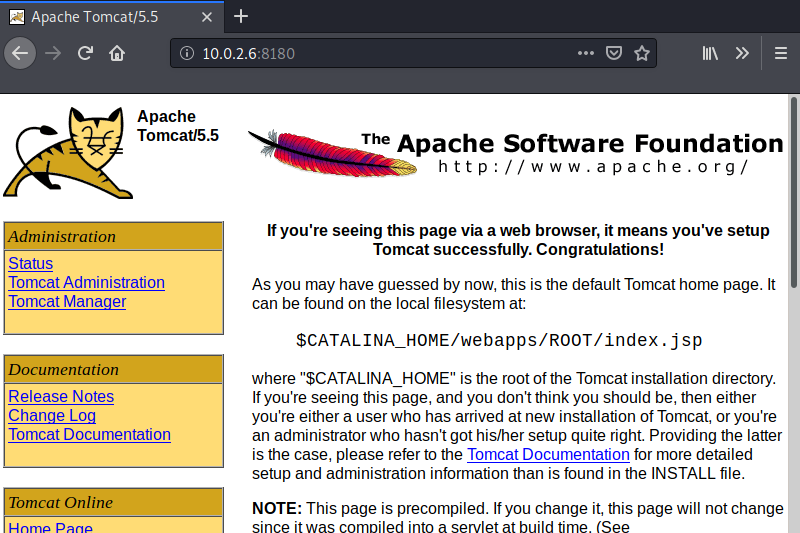 Apache Tomcat/5.5
10.0.2.6:8180
Apache
Tomcat/5.5
The Apache Software Foundation
http://www.apache.org/
Administration
Status
Tomcat Administration
Tomcat Manager
Documentation
Release Notes
Change Log
Tomcat Documentation
Tomcat Online
Home Page
If you're seeing this page via a web browser, it means you've setup
Tomcat successfully. Congratulations!
As you may have guessed by now, this is the default Tomcat home page. It
can be found on the local filesystem at:
$CATALINA_HOME/webapps/ROOT/index.jsp
where "$CATALINA_HOME" is the root of the Tomcat installation directory.
If you're seeing this page, and you don't think you should be, then either
you're either a user who has arrived at new installation of Tomcat, or you're
an administrator who hasn't got his/her setup quite right. Providing the latter
is the case, please refer to the Tomcat Documentation for more detailed
setup and administration information than is found in the INSTALL file.
NOTE: This page is precompiled. If you change it, this page will not change
since it was compiled into a servlet at build time. (See